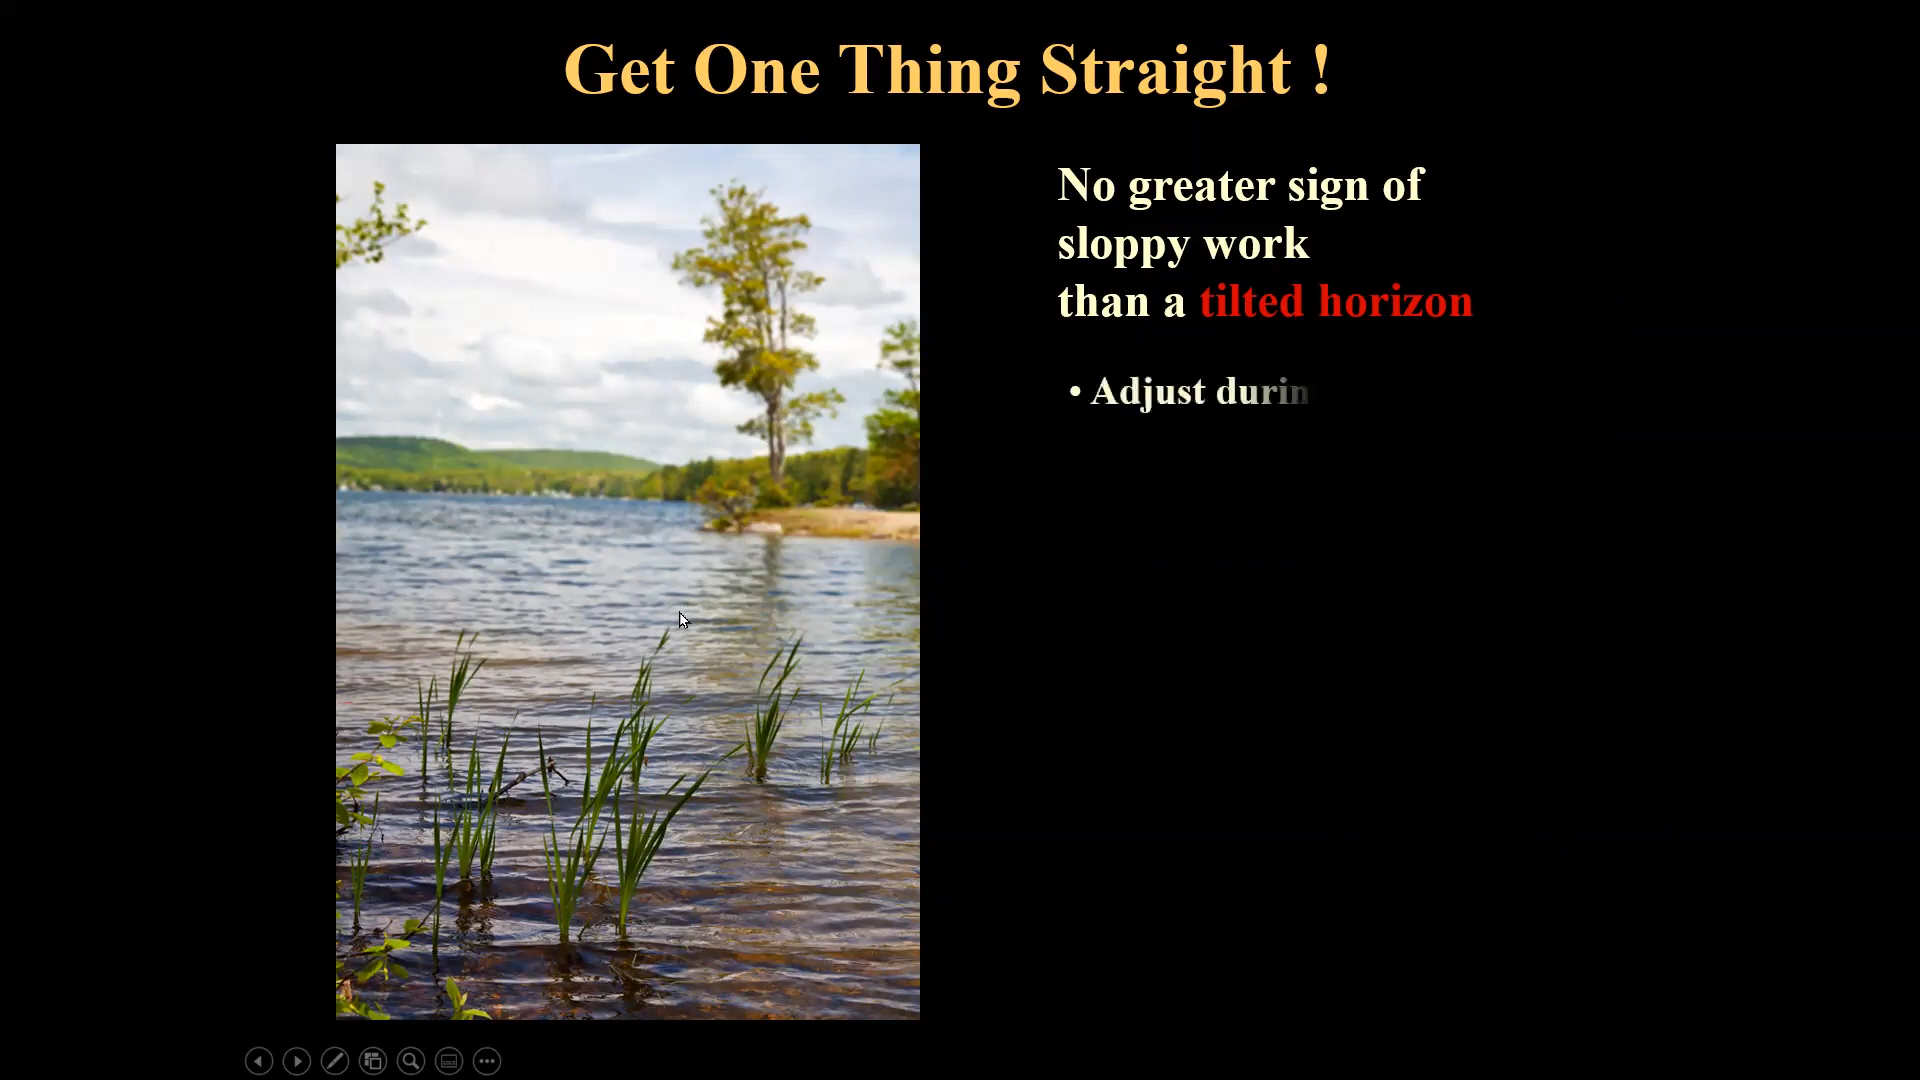 Get One Thing Straight !
No greater sign of
sloppy work
than a tilted horizon
• Adjust durin